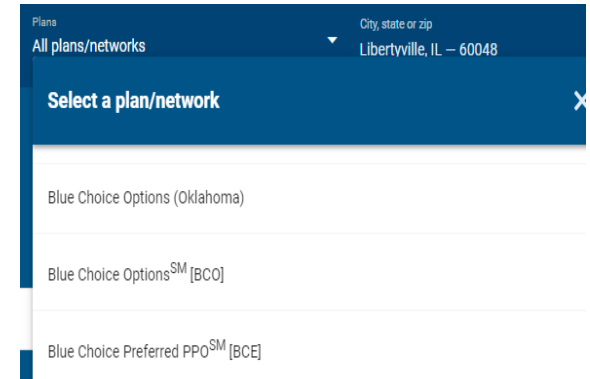 Plans
City, state or zip
All plans/networks
Libertyville, IL – 60048
Select a plan/network
Blue Choice Options (Oklahoma)
Blue Choice OptionsSM [BCO]
Blue Choice Preferred PPOSM [BCE]